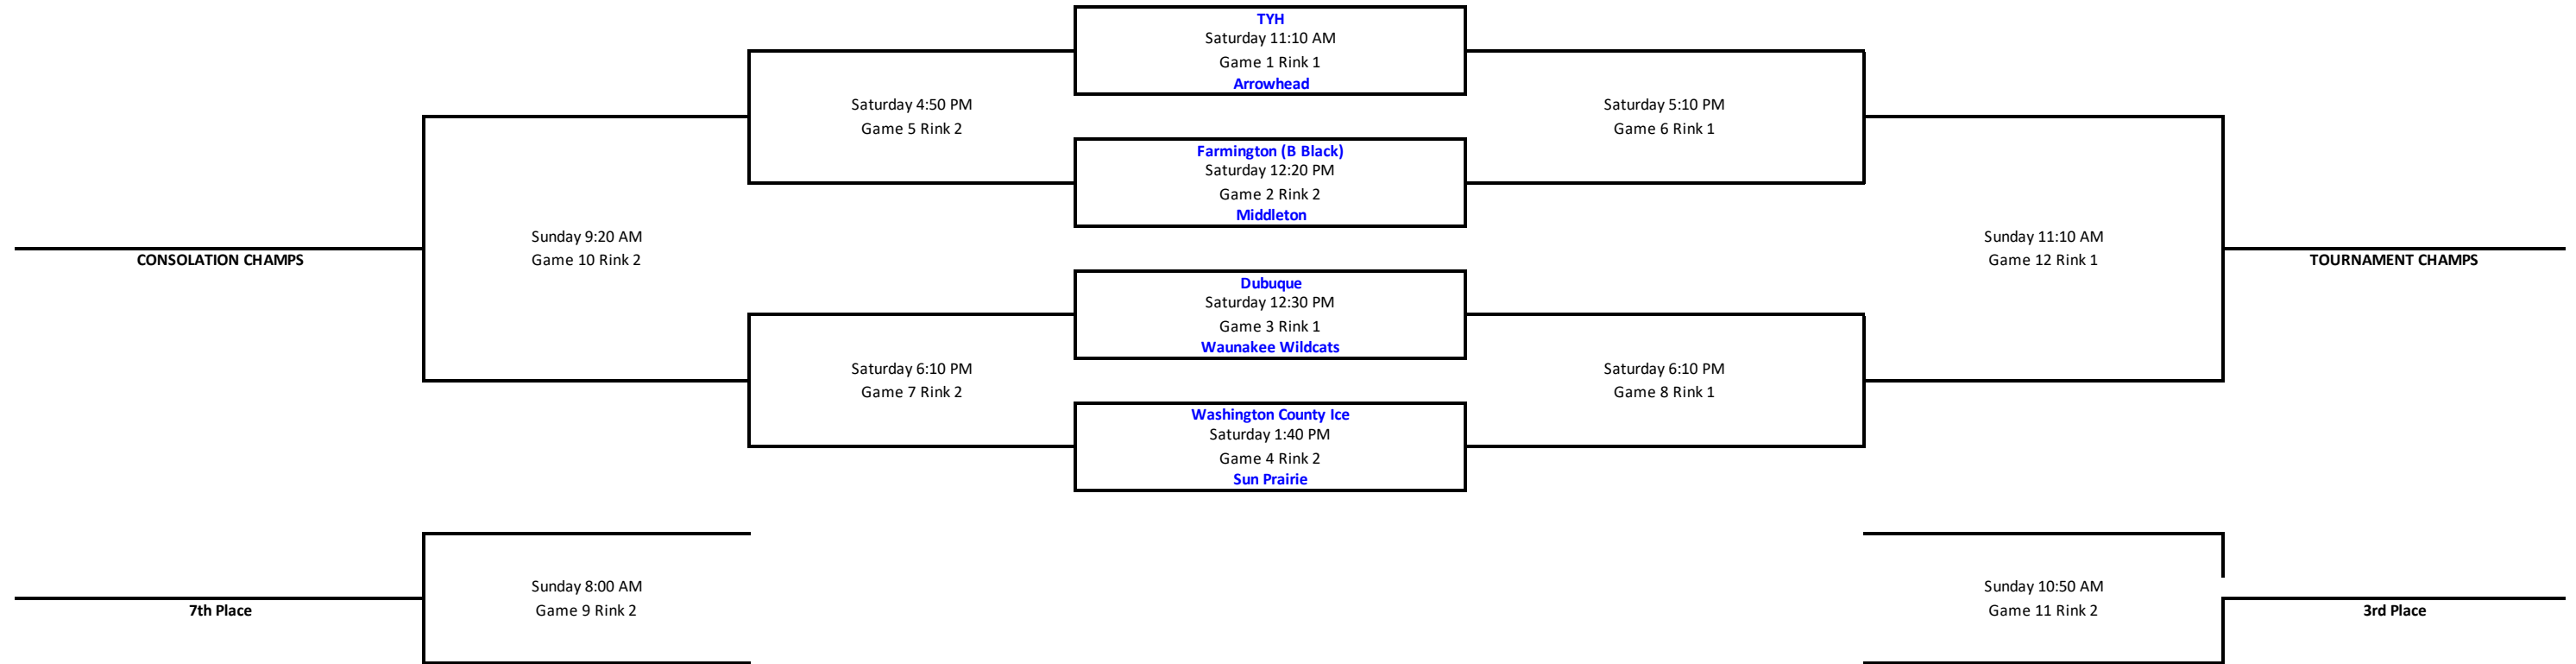 TYH
Saturday 11:10 AM
Game 1 Rink 1
Arrowhead
Saturday 4:50 PM
Game 5 Rink 2
Saturday 5:10 PM
Game 6 Rink 1
Farmington (B Black)
Saturday 12:20 PM
Game 2 Rink 2
Middleton
Sunday 9:20 AM
Game 10 Rink 2
CONSOLATION CHAMPS
Sunday 11:10 AM
Game 12 Rink 1
TOURNAMENT CHAMPS
Dubuque
Saturday 12:30 PM
Game 3 Rink 1
Waunakee Wildcats
Saturday 6:10 PM
Game 7 Rink 2
Saturday 6:10 PM
Game 8 Rink 1
Washington County Ice
Saturday 1:40 PM
Game 4 Rink 2
Sun Prairie
Sunday 8:00 AM
Game 9 Rink 2
7th Place
Sunday 10:50 AM
Game 11 Rink 2
3rd Place